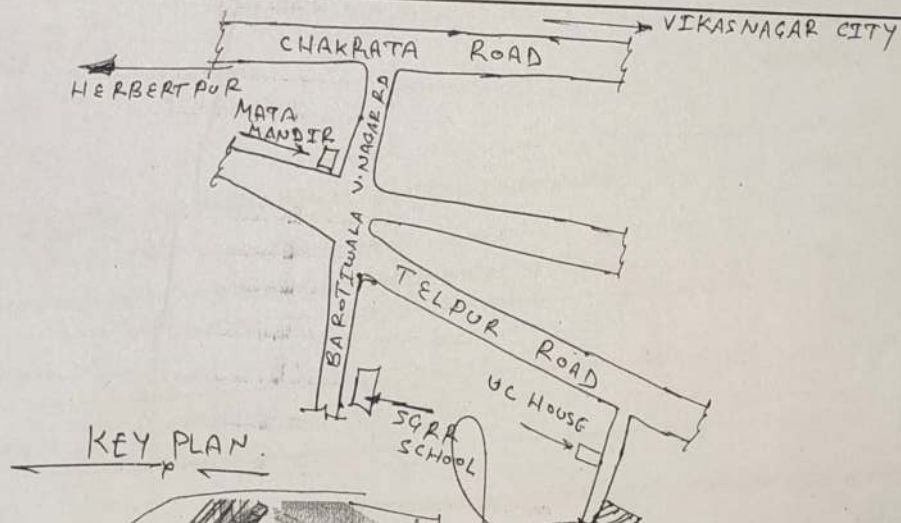 VIKASNAGAR CITY
CHAKRATA ROAD
HERBERTPUR
MATA
MANDIR
BAROTIWALA V.NAGAR RD
TELPUR ROAD
UC HOUSE
SGRR
SCHOOL
KEY PLAN.